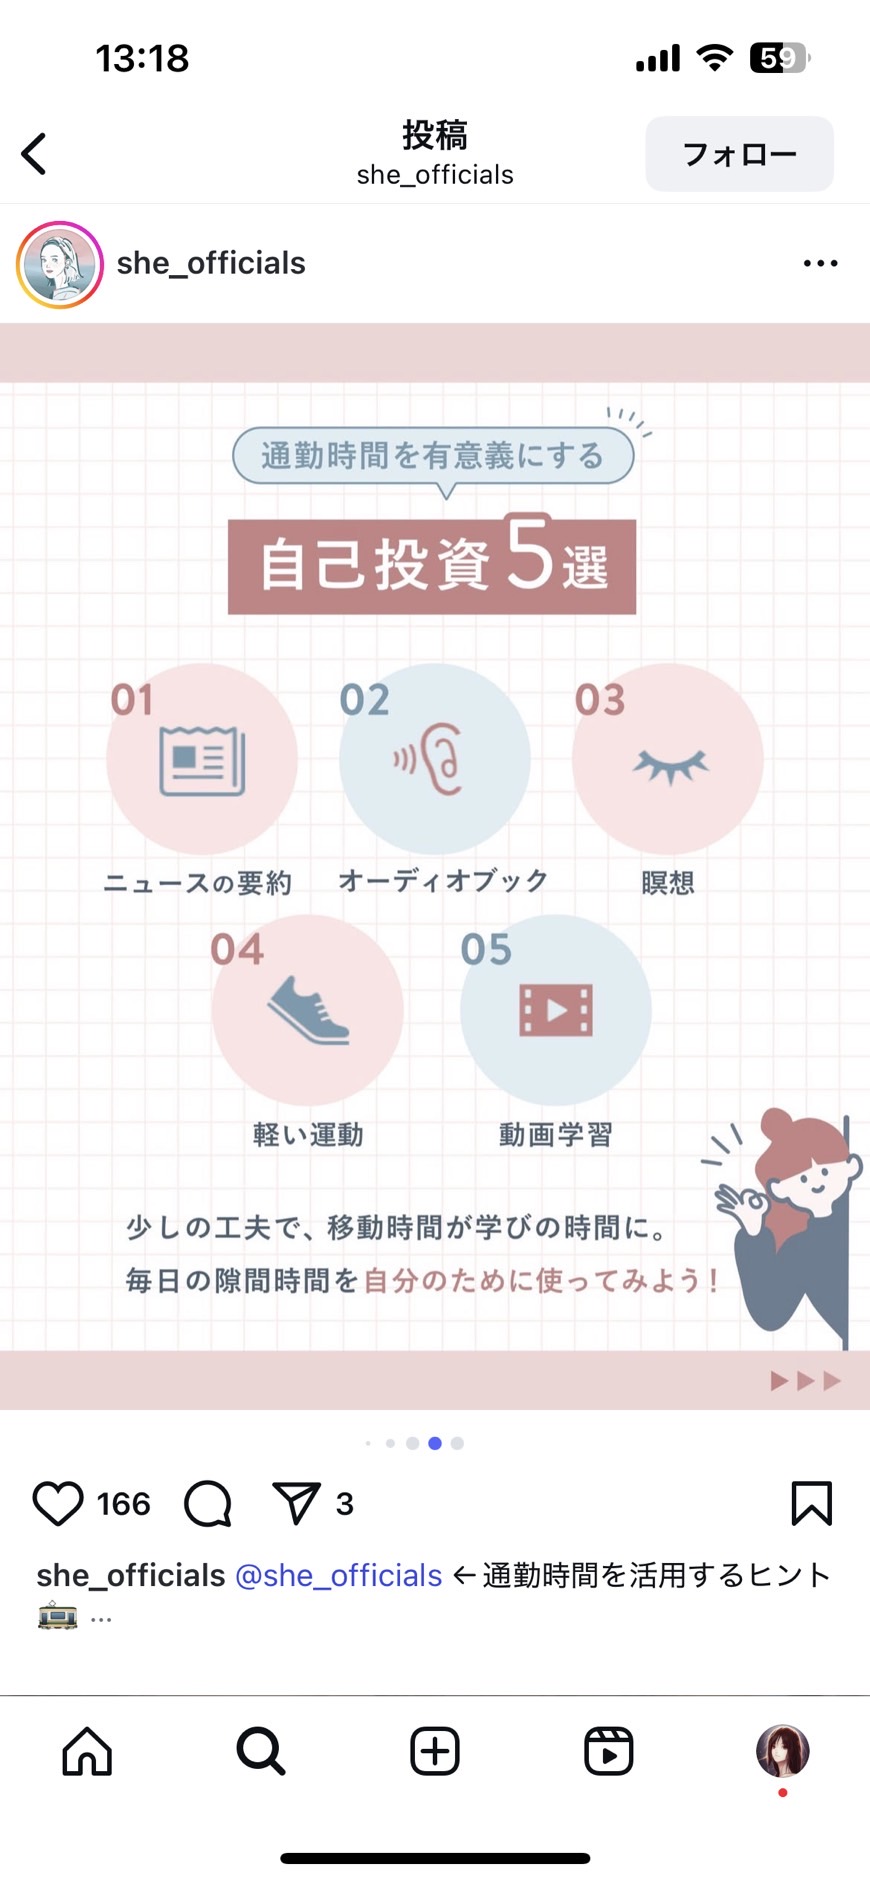 13:18
59
投稿
she_officials
フォロー
she_officials
通勤時間を有意義にする
自己投資5選
01
02
03
ニュースの要約
オーディオブック
瞑想
04
05
軽い運動
動画学習
少しの工夫で、移動時間が学びの時間に。
毎日の隙間時間を自分のために使ってみよう！
166
3
she_officials @she_officials ←通勤時間を活用するヒント
🚃 ...